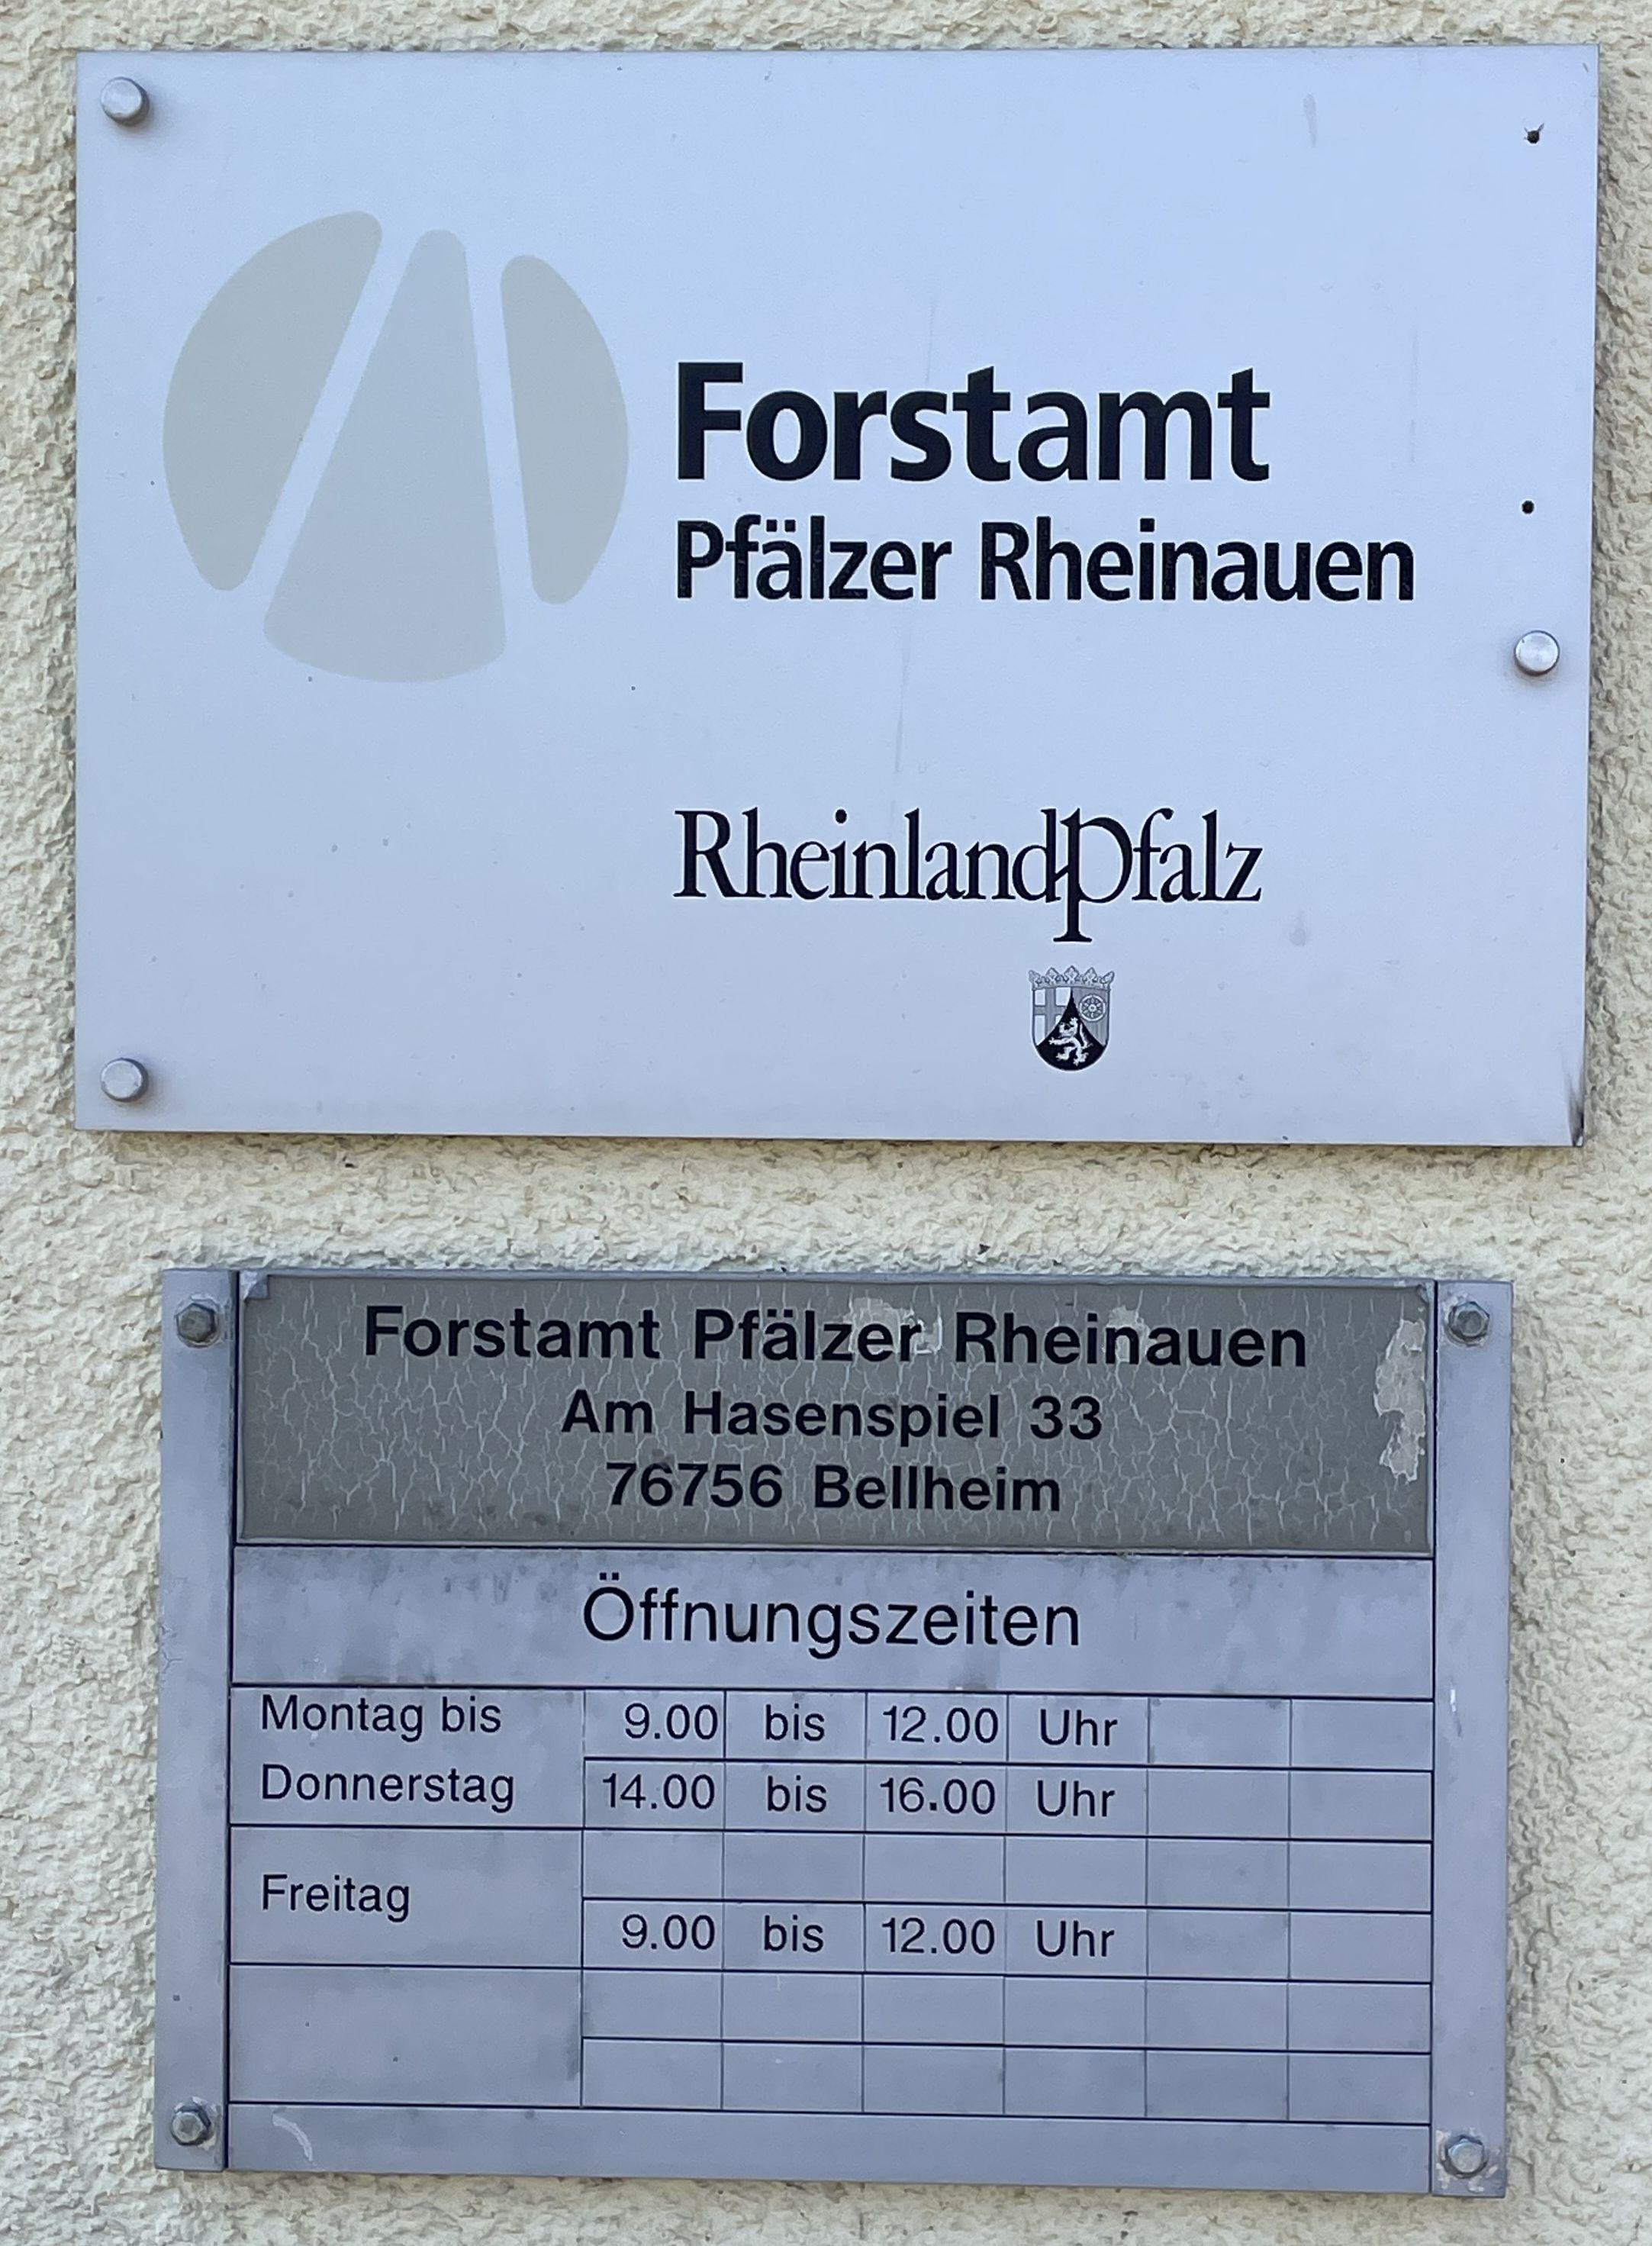 Forstamt
Pfälzer Rheinauen
RheinlandPfalz
Forstamt Pfälzer Rheinauen
Am Hasenspiel 33
76756 Bellheim
Öffnungszeiten
Montag bis 9.00 bis 12.00 Uhr
Donnerstag 14.00 bis 16.00 Uhr
Freitag
9.00 bis 12.00 Uhr